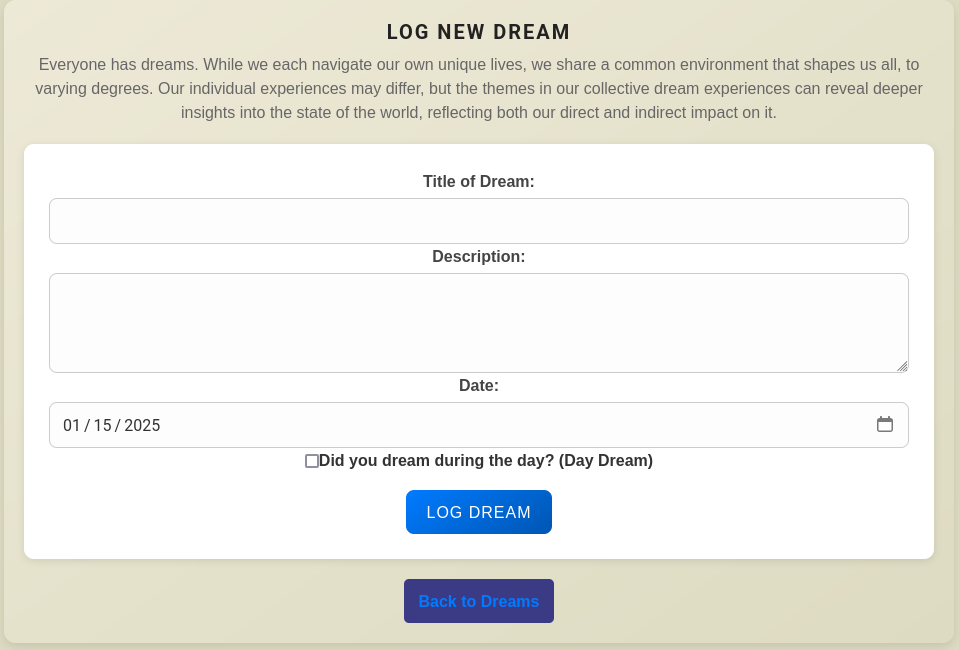 LOG NEW DREAM
Everyone has dreams. While we each navigate our own unique lives, we share a common environment that shapes us all, to
varying degrees. Our individual experiences may differ, but the themes in our collective dream experiences can reveal deeper
insights into the state of the world, reflecting both our direct and indirect impact on it.
Title of Dream:
Description:
Date:
01/15/2025
Did you dream during the day? (Day Dream)
LOG DREAM
Back to Dreams